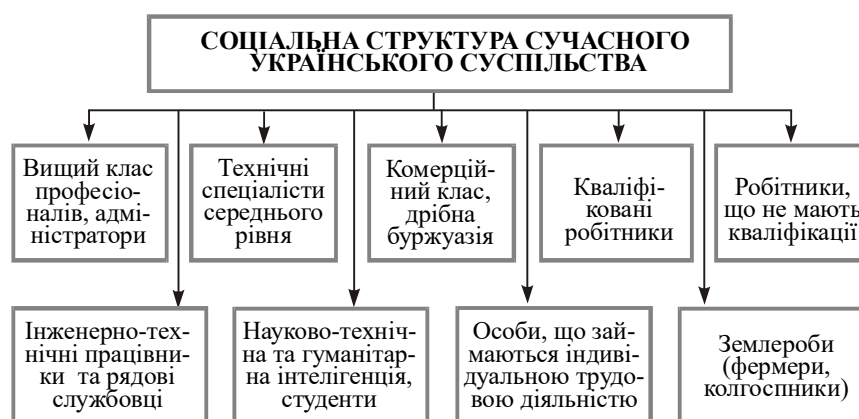 СОЦІАЛЬНА СТРУКТУРА СУЧАСНОГО
УКРАЇНСЬКОГО СУСПІЛЬСТВА
Вищий клас
професіо-
налів, адмі-
ністратори
Технічні
спеціалісти
середнього
рівня
Комерцій-
ний клас,
дрібна
буржуазія
Кваліфі-
ковані
робітники
Робітники,
що не мають
кваліфікації
Інженерно-тех-
нічні працівни-
ки та рядові
службовці
Науково-техніч-
на та гуманітар-
на інтелігенція,
студенти
Особи, що зай-
маються індиві-
дуальною трудо-
вою діяльністю
Землероби
(фермери,
колгоспники)